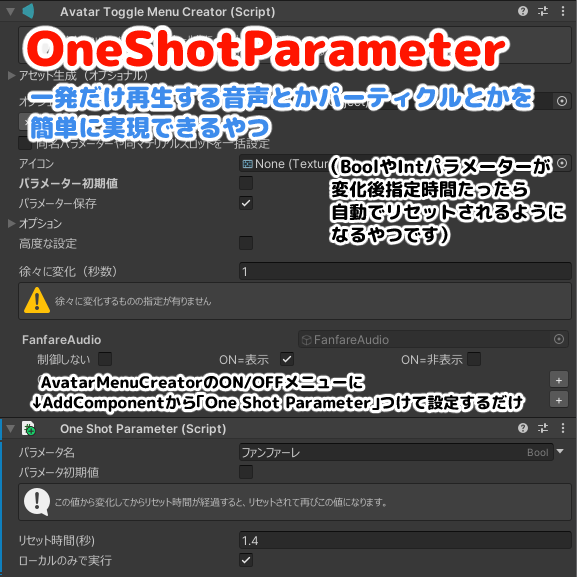 Avatar Toggle Menu Creator (Script)
OneShotParameter
アセット生成（オプショナル）
一発だけ再生する音声とかパーティクルとかを
簡単に実現できるやつ
同名パラメーターや同マテリアルスロットを一括設定
アイコン
None (Textur
（BoolやIntパラメーターが
変化後指定時間たったら
自動でリセットされるように
なるやつです）
パラメーター初期値
パラメーター保存
オプション
高度な設定
徐々に変化（秒数）
1
徐々に変化するものの指定が有りません
FanfareAudio
FanfareAudio
制御しない
ON=表示
ON=非表示
AvatarMenuCreatorのON/OFFメニューに
↓AddComponentから「One Shot Parameter」つけて設定するだけ
One Shot Parameter (Script)
パラメータ名
ファンファーレ
Bool
パラメータ初期値
この値から変化してからリセット時間が経過すると、リセットされて再びこの値になります。
リセット時間(秒)
1.4
ローカルのみで実行